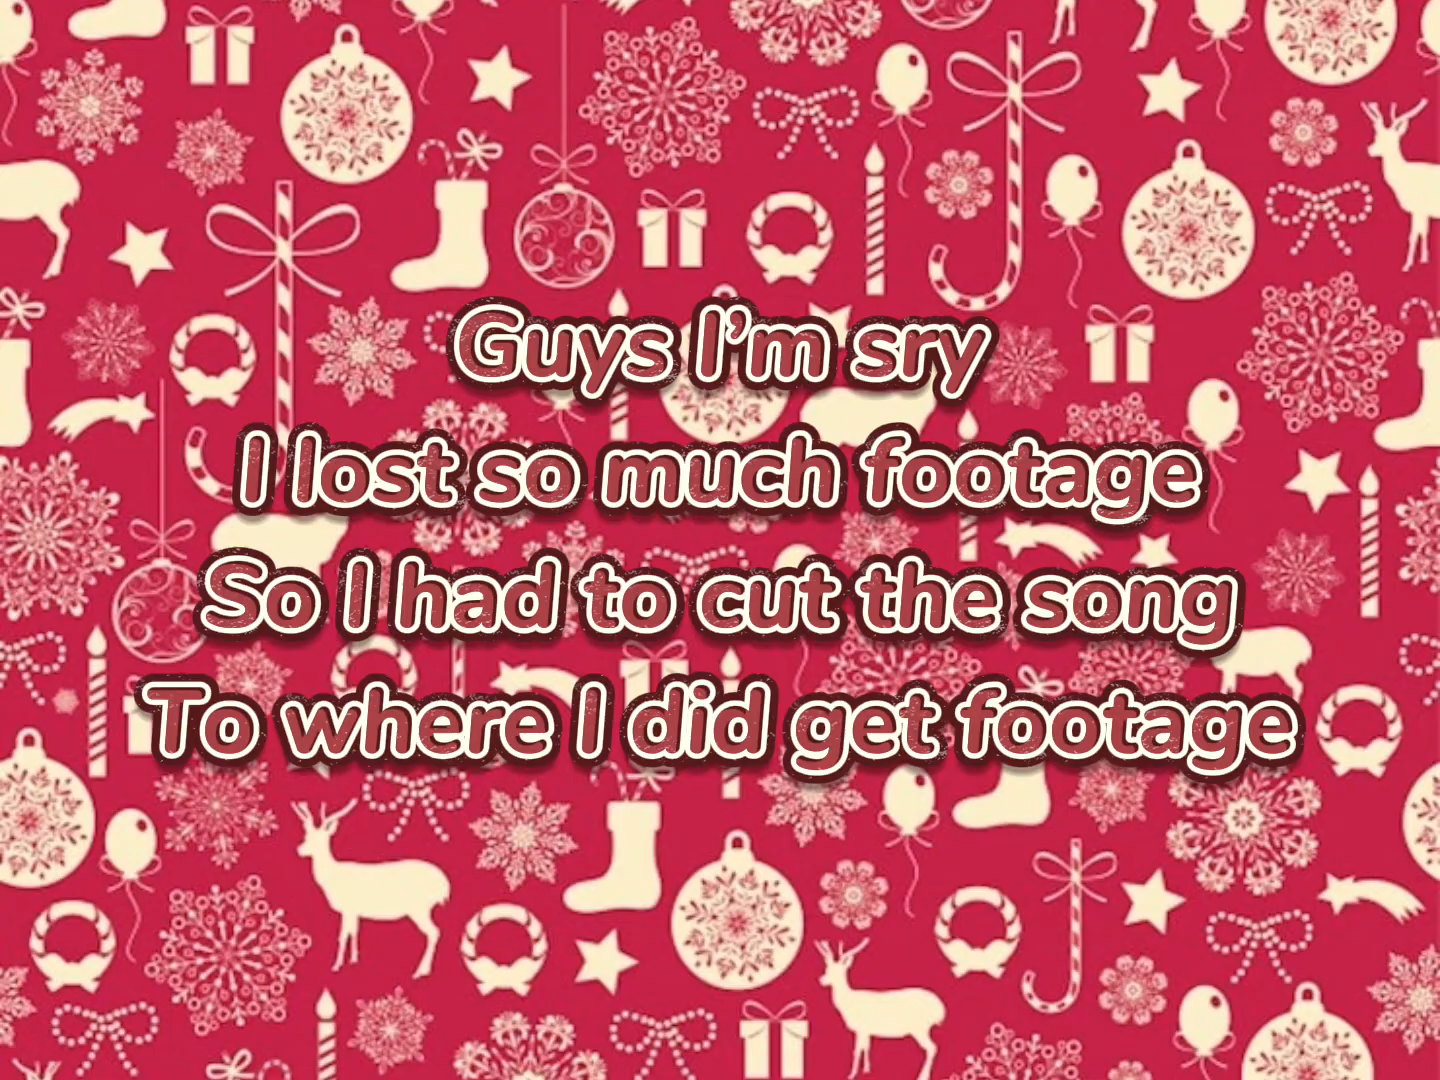 Guys I'm sry
I lost so much footage
So I had to cut the song
To where I did get footage